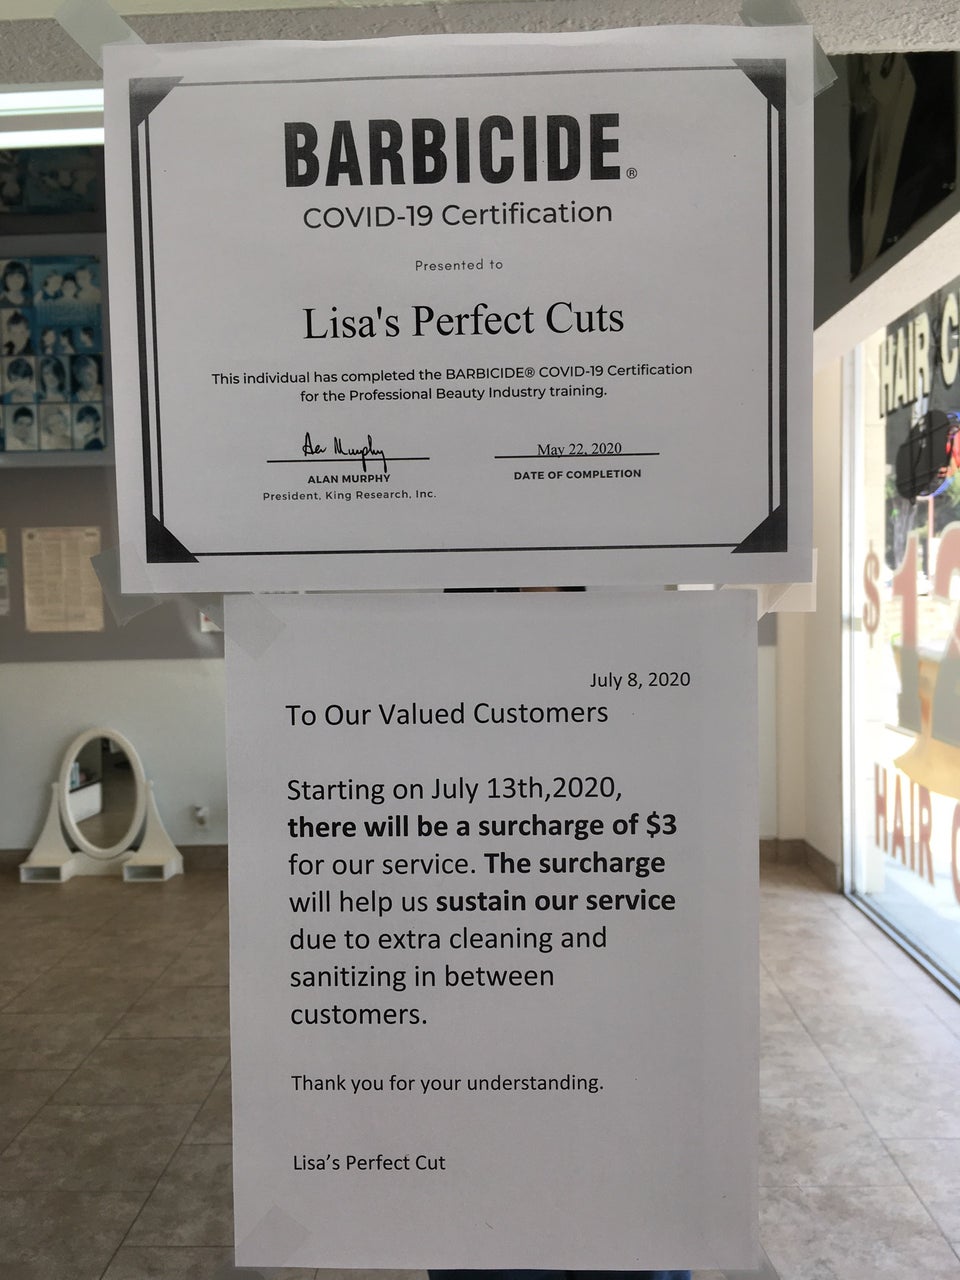 BARBICIDE®
COVID-19 Certification
Presented to
Lisa's Perfect Cuts
This individual has completed the BARBICIDE® COVID-19 Certification
for the Professional Beauty Industry training.
May 22, 2020
ALAN MURPHY
DATE OF COMPLETION
President, King Research, Inc.
July 8, 2020
To Our Valued Customers
Starting on July 13th,2020,
there will be a surcharge of $3
for our service. The surcharge
will help us sustain our service
due to extra cleaning and
sanitizing in between
customers.
Thank you for your understanding.
Lisa's Perfect Cut
HAIR C
$12
HAIR C